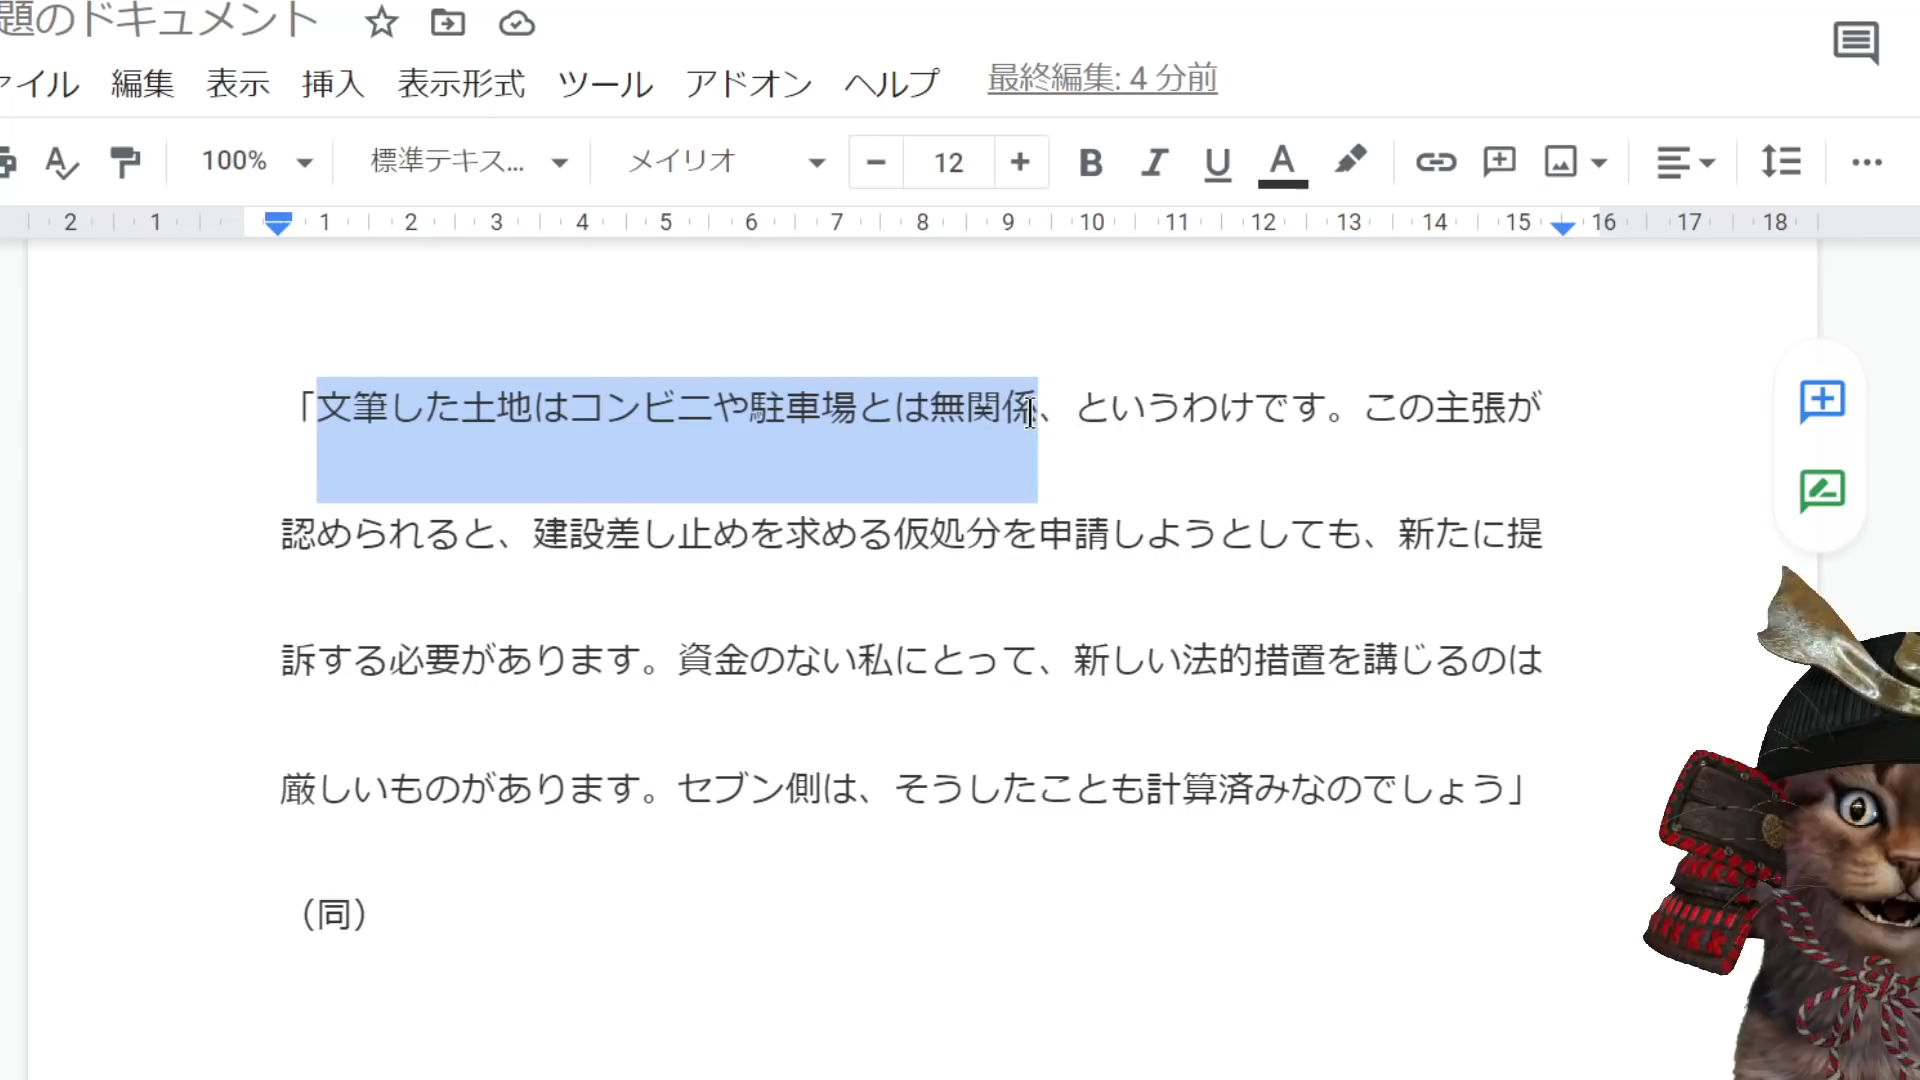 題のドキュメント
ァイル 編集 表示 挿入 表示形式 ツール アドオン ヘルプ 最終編集: 4 分前
100% 標準テキス... メイリオ 12 B I U A
2 1 1 2 3 4 5 6 7 8 9 10 11 12 13 14 15 16 17 18
「文筆した土地はコンビニや駐車場とは無関係、というわけです。この主張が
認められると、建設差し止めを求める仮処分を申請しようとしても、新たに提
訴する必要があります。資金のない私にとって、新しい法的措置を講じるのは
厳しいものがあります。セブン側は、そうしたことも計算済みなのでしょう」
（同）